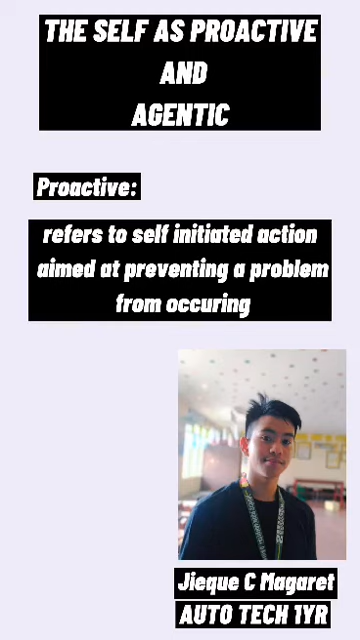 THE SELF AS PROACTIVE
AND
AGENTIC
Proactive:
refers to self initiated action
aimed at preventing a problem
from occuring
Jieque C Magaret
AUTO TECH 1YR